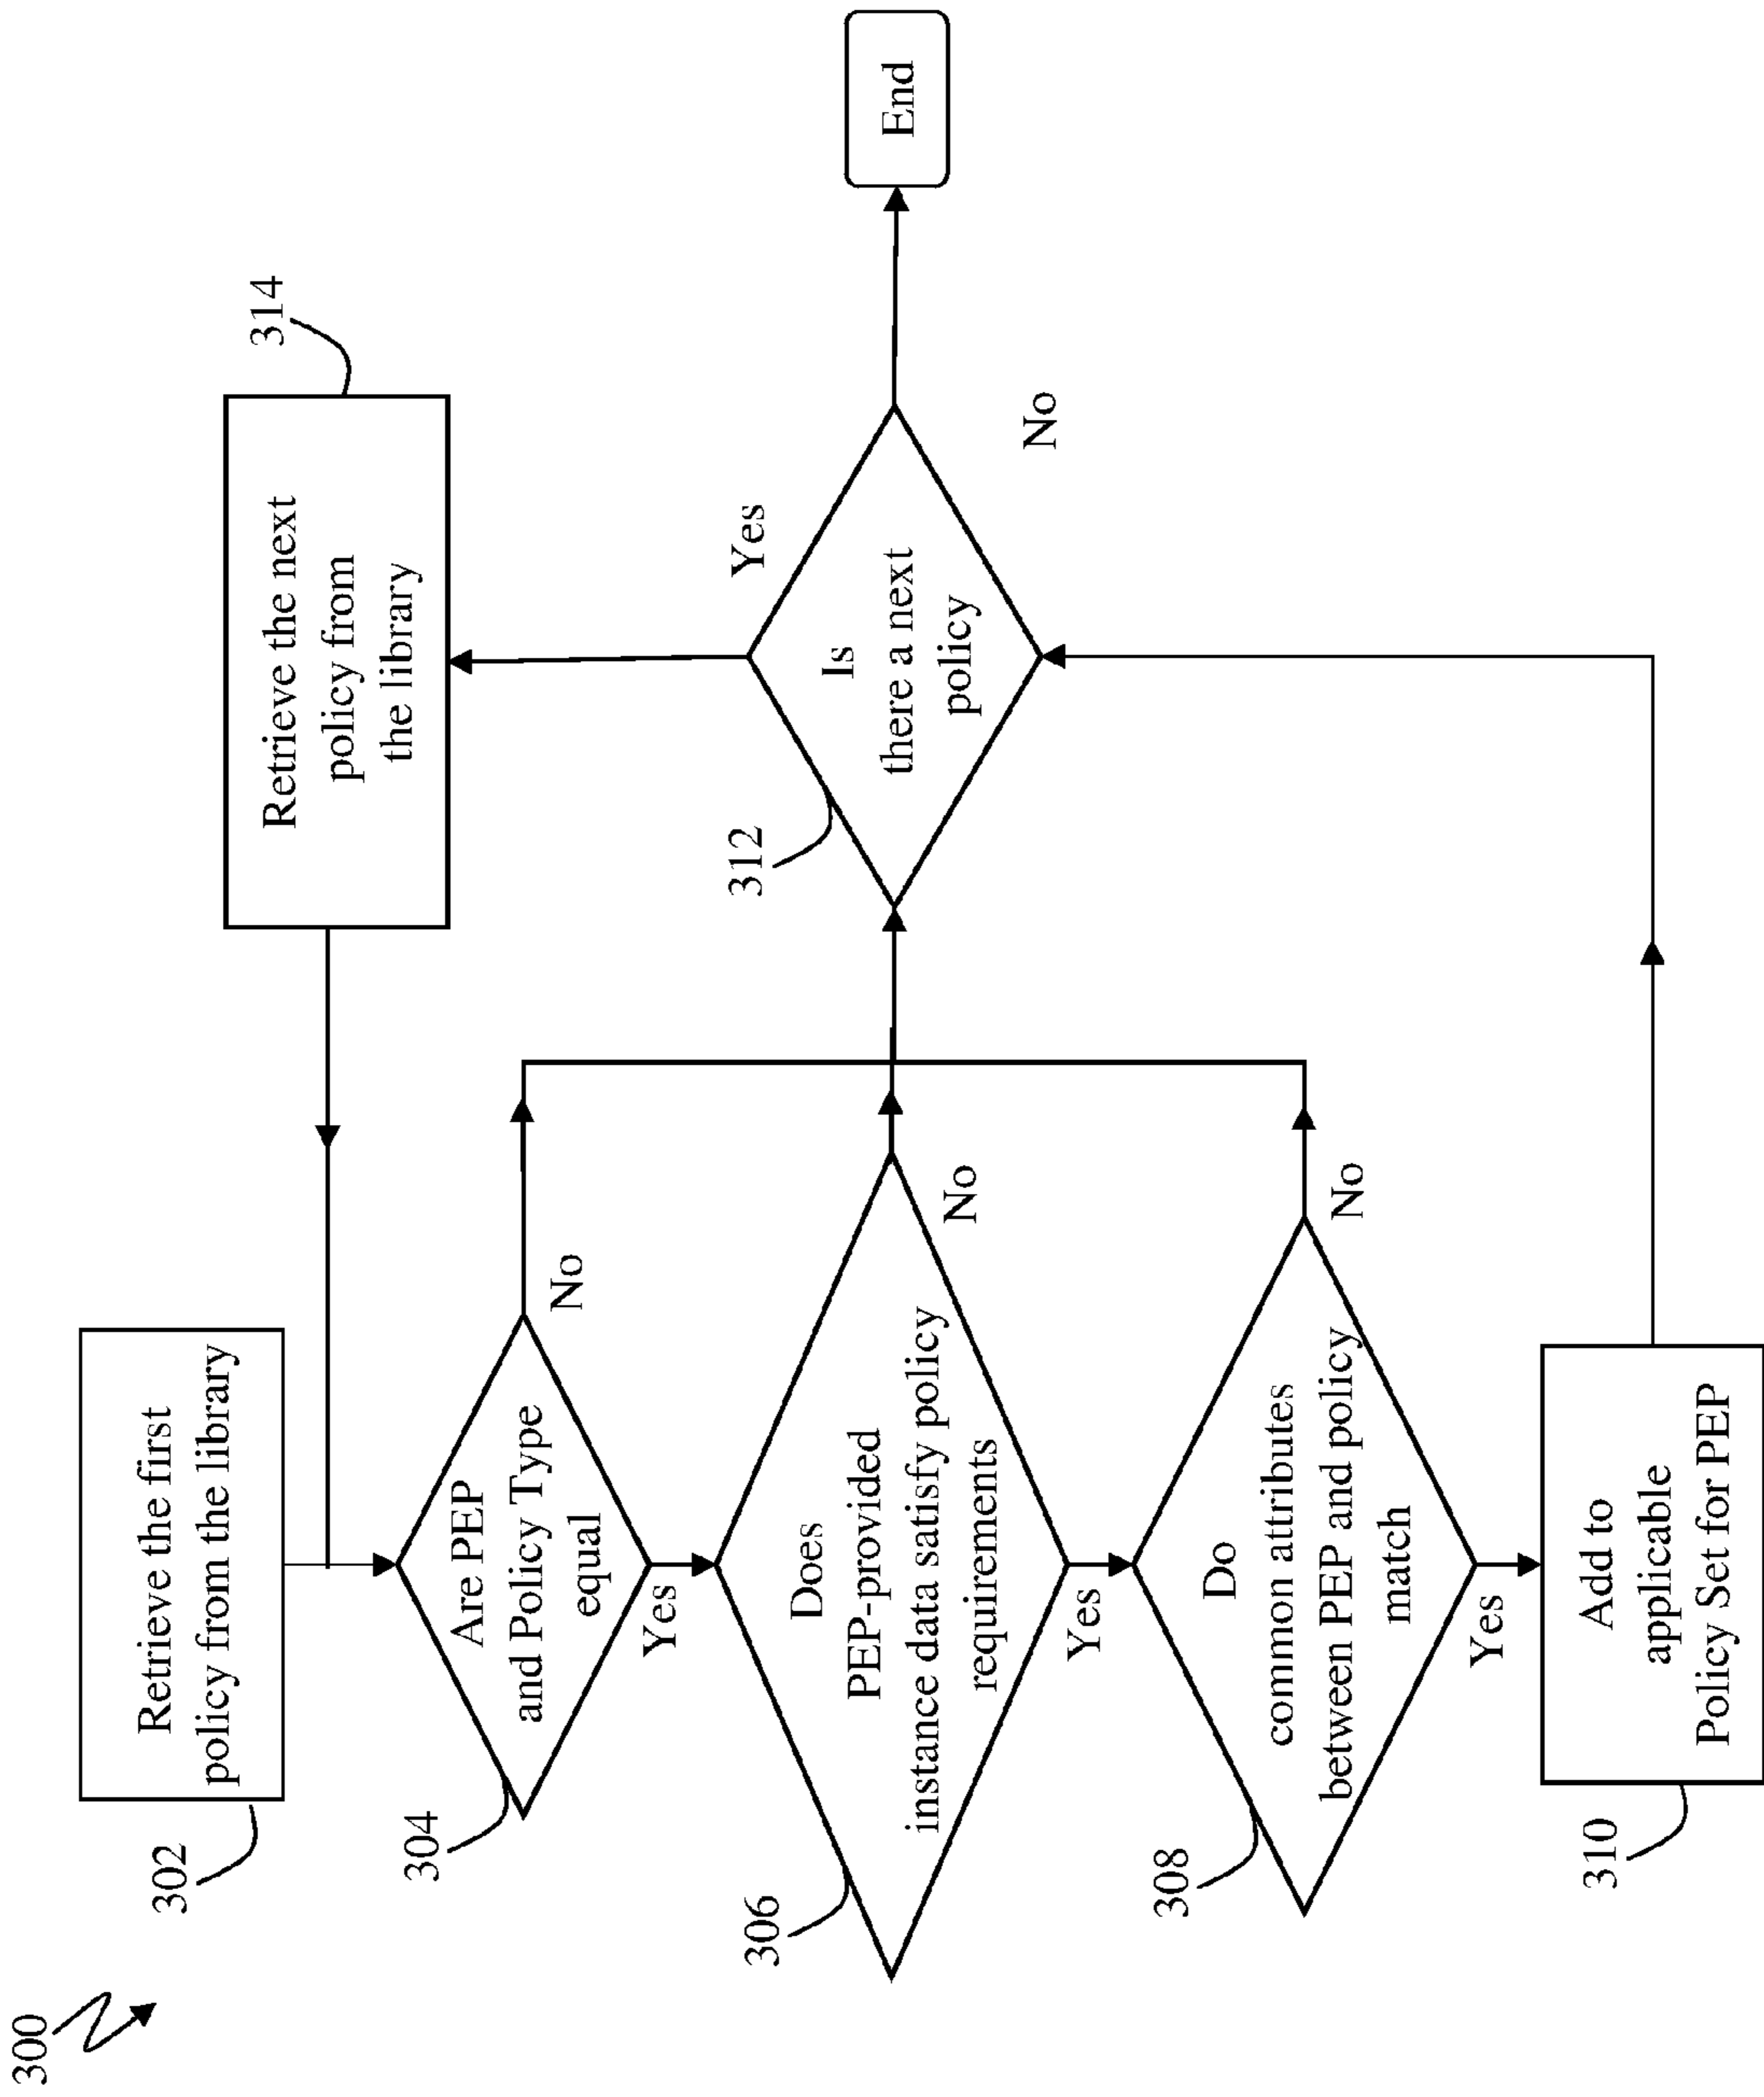 300
302
Retrieve the first
policy from the library
304
Are PEP
and Policy Type
equal
No
Yes
306
Does
PEP-provided
instance data satisfy policy
requirements
No
Yes
308
Do
common attributes
between PEP and policy
match
No
Yes
310
Add to
applicable
Policy Set for PEP
312
Is
there a next
policy
Yes
No
314
Retrieve the next
policy from
the library
End